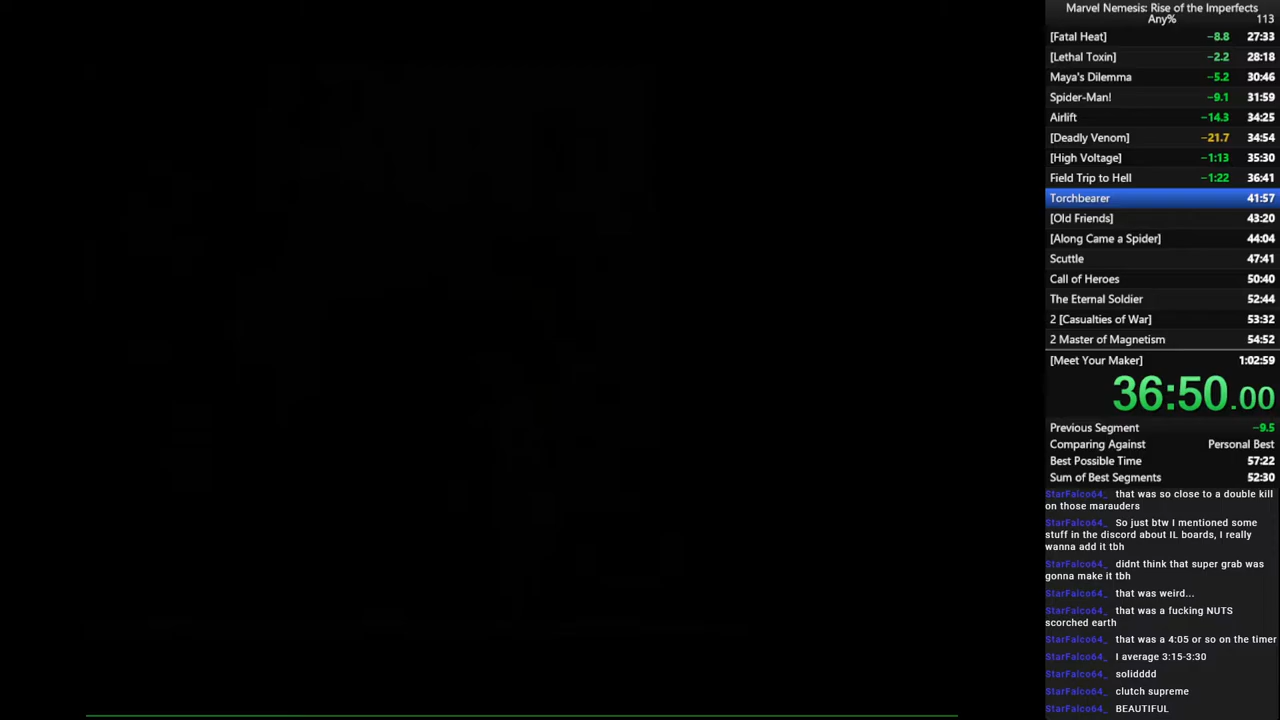 Marvel Nemesis: Rise of the Imperfects
Any% 113
[Fatal Heat] −8.8 27:33
[Lethal Toxin] −2.2 28:18
Maya's Dilemma −5.2 30:46
Spider-Man! −9.1 31:59
Airlift −14.3 34:25
[Deadly Venom] −21.7 34:54
[High Voltage] −1:13 35:30
Field Trip to Hell −1:22 36:41
Torchbearer 41:57
[Old Friends] 43:20
[Along Came a Spider] 44:04
Scuttle 47:41
Call of Heroes 50:40
The Eternal Soldier 52:44
2 [Casualties of War] 53:32
2 Master of Magnetism 54:52
[Meet Your Maker] 1:02:59
36:50.00
Previous Segment −9.5
Comparing Against Personal Best
Best Possible Time 57:22
Sum of Best Segments 52:30
StarFalco64_ that was so close to a double kill
on those marauders
StarFalco64_ So just btw I mentioned some
stuff in the discord about IL boards, I really
wanna add it tbh
StarFalco64_ didnt think that super grab was
gonna make it tbh
StarFalco64_ that was weird...
StarFalco64_ that was a fucking NUTS
scorched earth
StarFalco64_ that was a 4:05 or so on the timer
StarFalco64_ I average 3:15-3:30
StarFalco64_ solidddd
StarFalco64_ clutch supreme
StarFalco64_ BEAUTIFUL